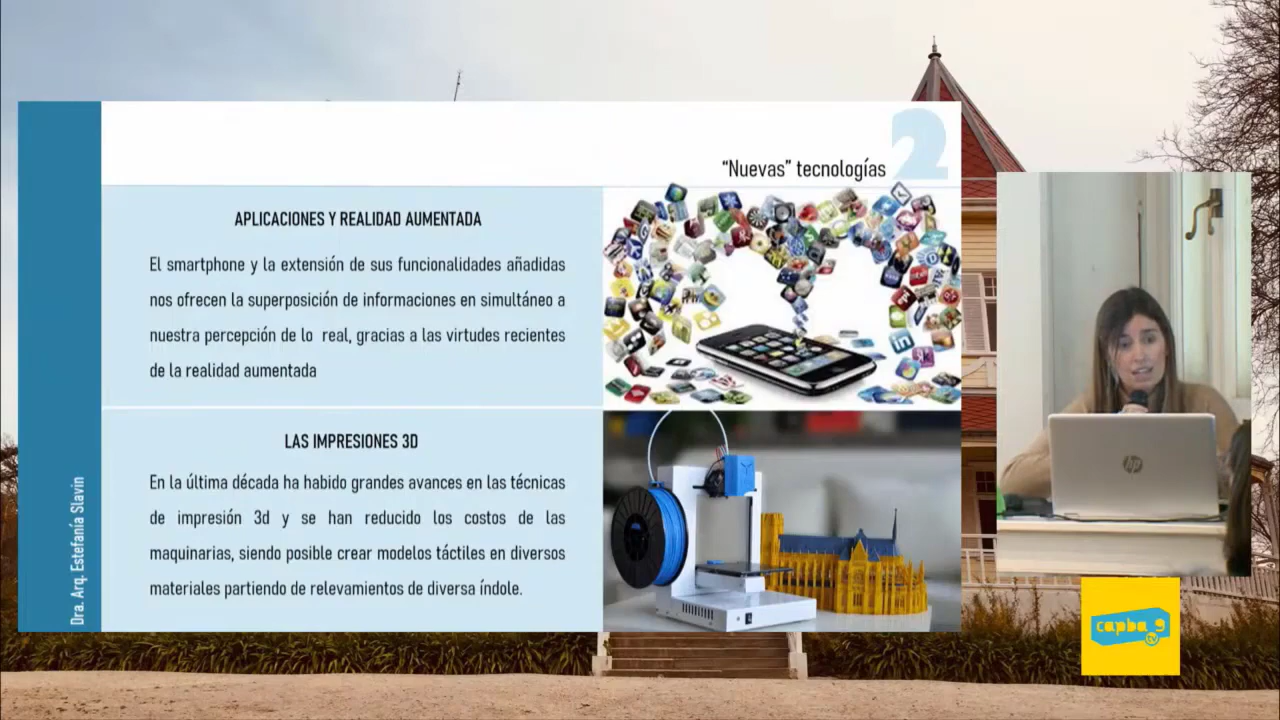 2
“Nuevas” tecnologías
APLICACIONES Y REALIDAD AUMENTADA
El smartphone y la extensión de sus funcionalidades añadidas
nos ofrecen la superposición de informaciones en simultáneo a
nuestra percepción de lo real, gracias a las virtudes recientes
de la realidad aumentada
LAS IMPRESIONES 3D
En la última década ha habido grandes avances en las técnicas
de impresión 3d y se han reducido los costos de las
maquinarias, siendo posible crear modelos táctiles en diversos
materiales partiendo de relevamientos de diversa índole.
Dra. Arq. Estefanía Slavin
hp
capba 9
tv